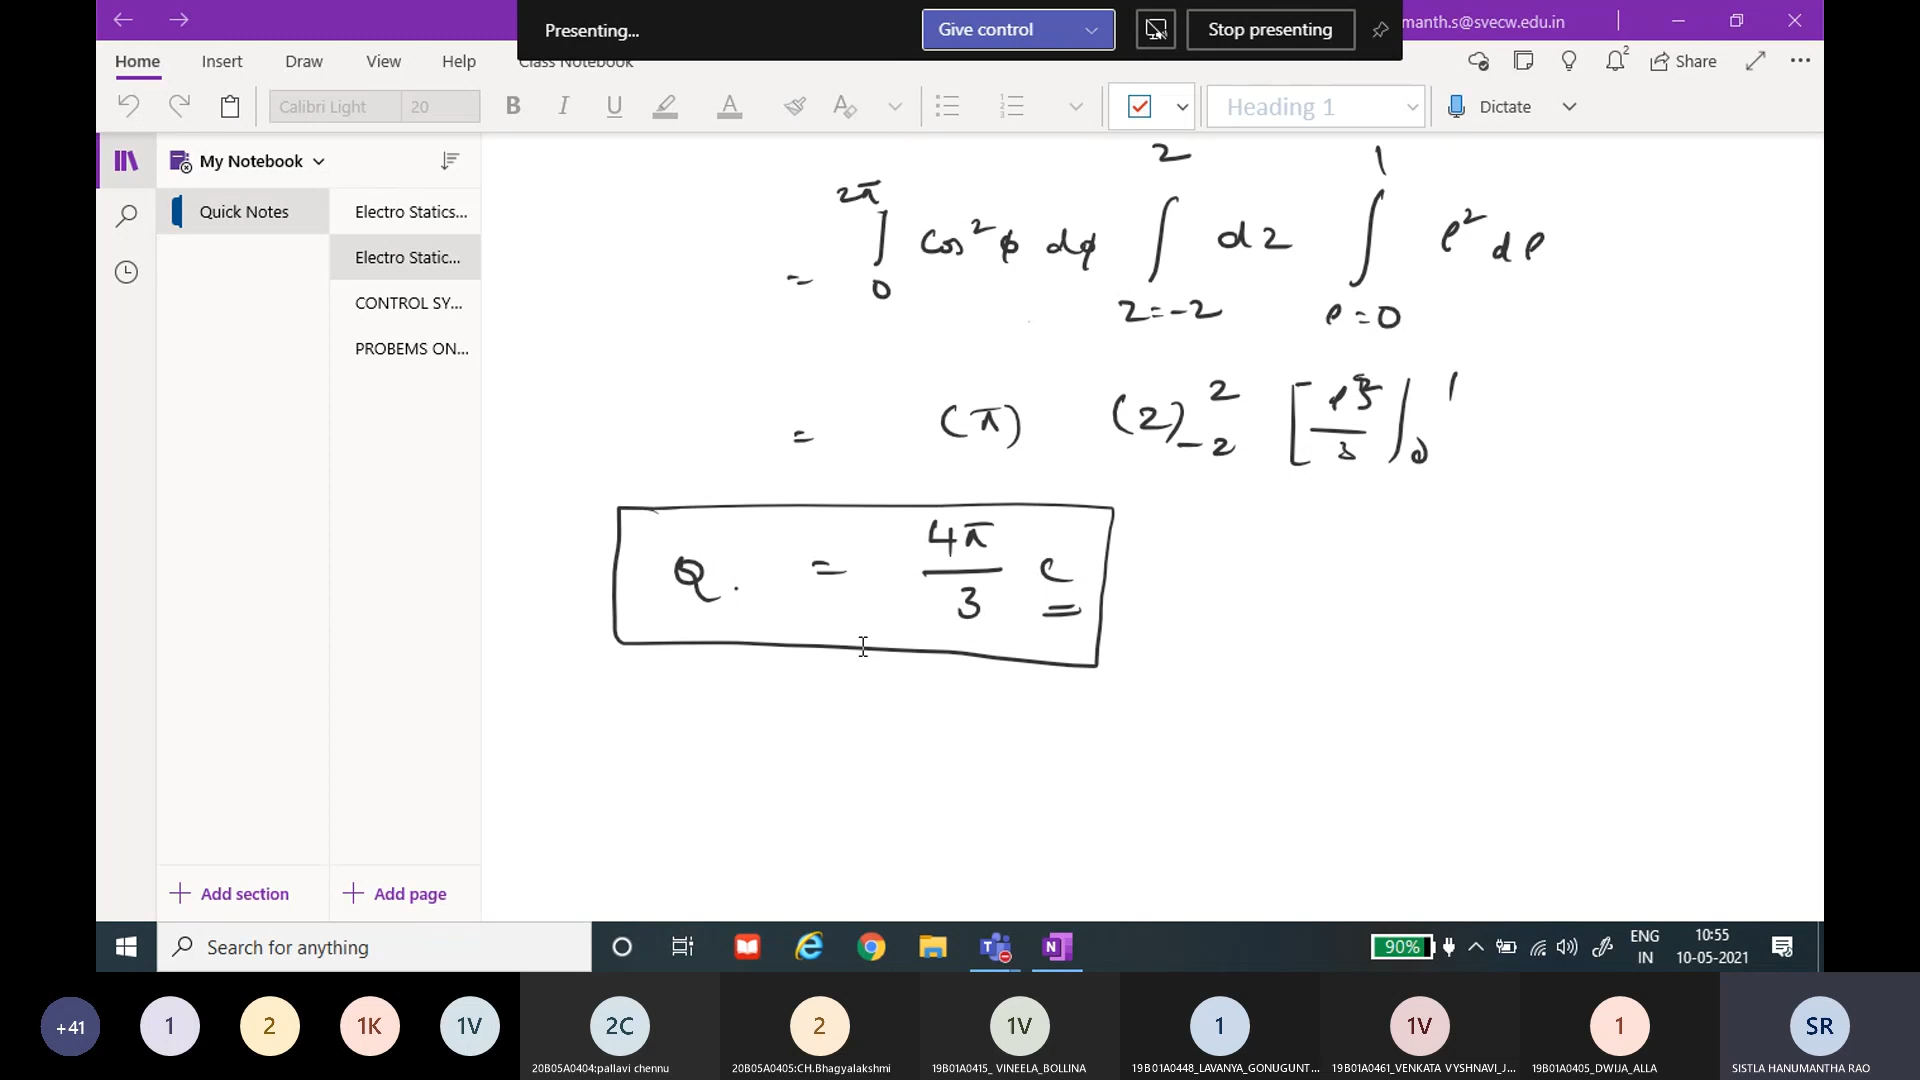 Presenting...
Give control
Stop presenting
manth.s@svecw.edu.in
Home Insert Draw View Help Class Notebook
2
Share
Calibri Light 20 B I U
Heading 1
Dictate
My Notebook
Quick Notes
Electro Statics...
Electro Static...
CONTROL SY...
PROBEMS ON...
= ∫₀^2π cos² φ dφ ∫_{z=-2}^{2} dz ∫_{ρ=0}^{1} ρ² dρ
= (π) (z)_{-2}^{2} [ρ³/3]_0^1
Q. = 4π/3 C
Add section
Add page
Search for anything
90%
ENG
IN
10:55
10-05-2021
+41 1 2 1K 1V 2C 2 1V 1 1V 1 SR
20B05A0404:pallavi chennu
20B05A0405:CH.Bhagyalakshmi
19B01A0415_ VINEELA_BOLLINA
19B01A0448_LAVANYA_GONUGUNT...
19B01A0461_VENKATA VYSHNAVI_J...
19B01A0405_DWIJA_ALLA
SISTLA HANUMANTHA RAO